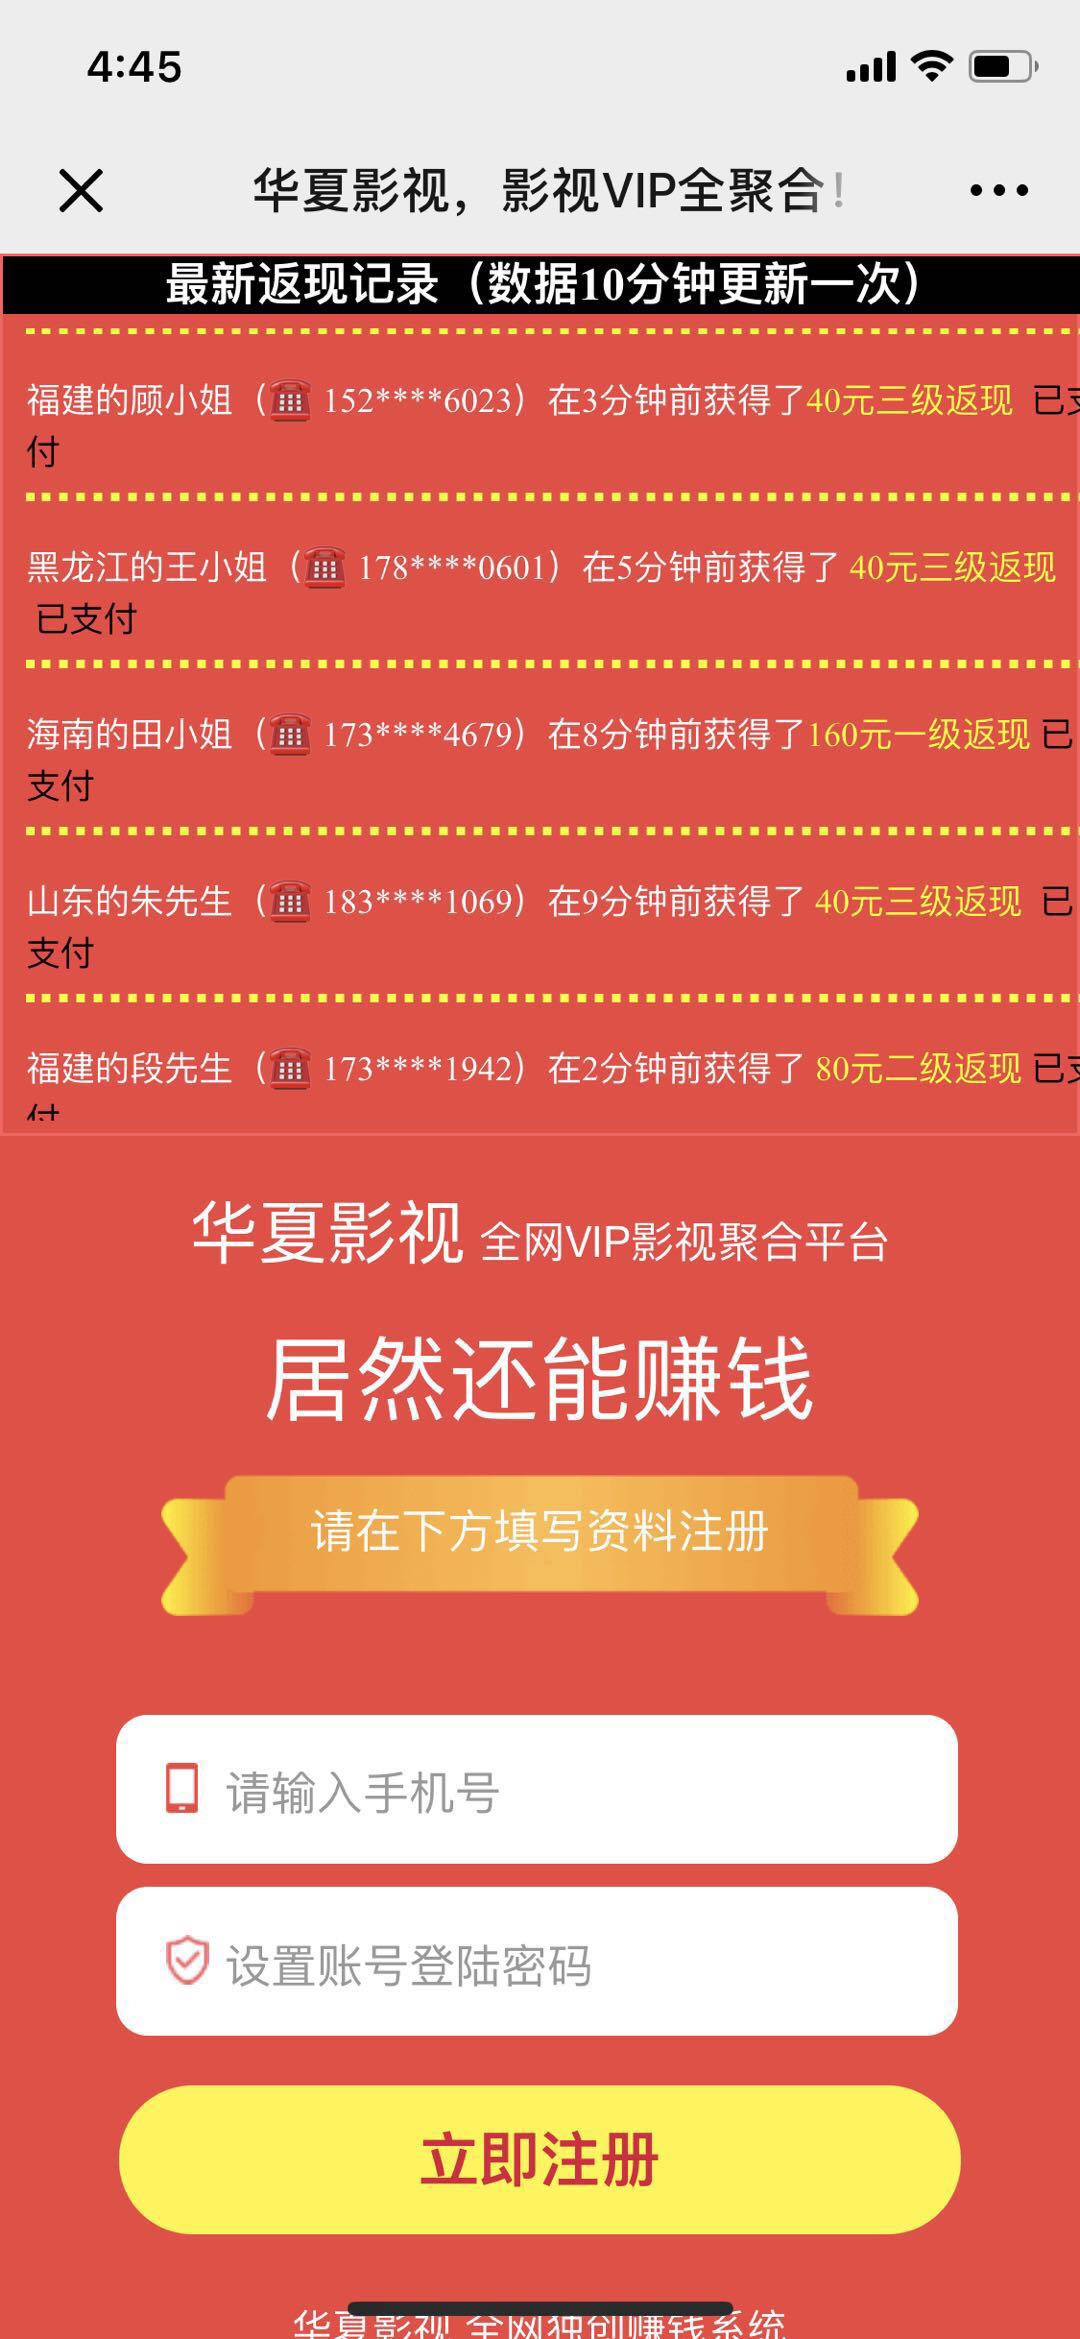 4:45
华夏影视，影视VIP全聚合！
最新返现记录（数据10分钟更新一次）
福建的顾小姐（☎ 152****6023）在3分钟前获得了40元三级返现 已支
付
黑龙江的王小姐（☎ 178****0601）在5分钟前获得了 40元三级返现
已支付
海南的田小姐（☎ 173****4679）在8分钟前获得了160元一级返现 已
支付
山东的朱先生（☎ 183****1069）在9分钟前获得了 40元三级返现 已
支付
福建的段先生（☎ 173****1942）在2分钟前获得了 80元二级返现 已支
付
华夏影视 全网VIP影视聚合平台
居然还能赚钱
请在下方填写资料注册
请输入手机号
设置账号登陆密码
立即注册
华夏影视 全网独创赚钱系统